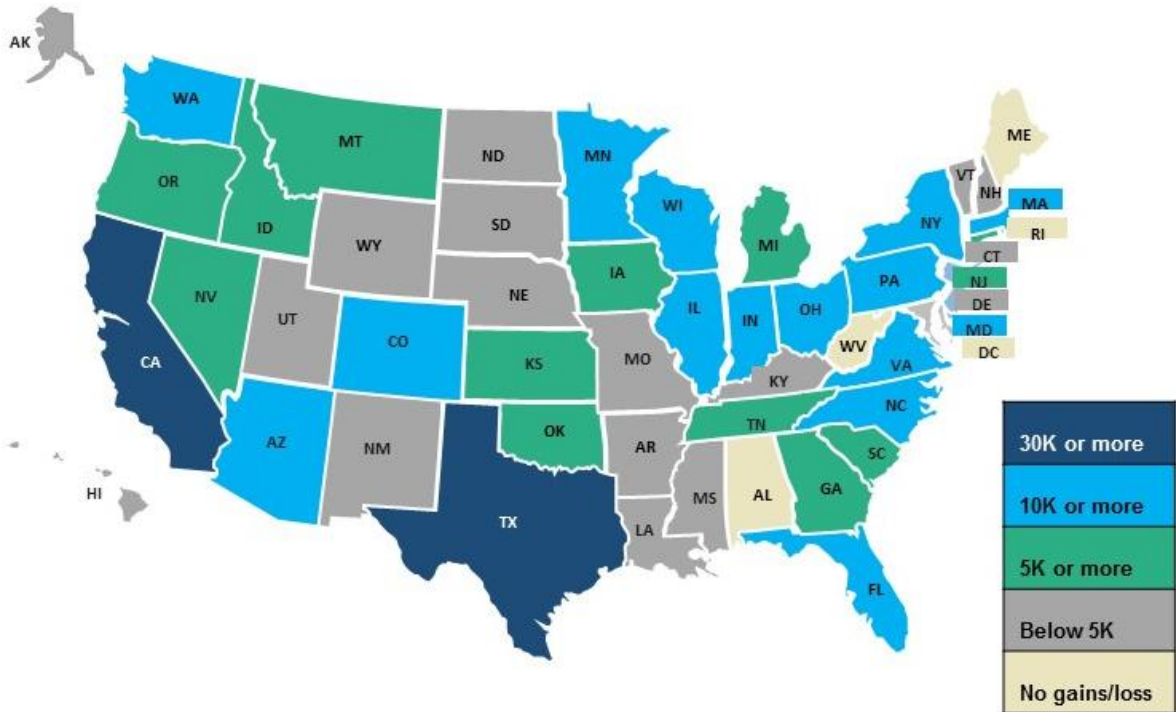 AK
WA
ME
MT
ND
MN
VT
NH
OR
MA
ID
WI
NY
SD
RI
WY
MI
CT
IA
PA
NJ
NE
NV
DE
IL
IN
OH
UT
MD
CO
WV
DC
CA
MO
VA
KS
KY
NC
TN
AZ
OK
NM
AR
SC
GA
HI
MS
AL
TX
LA
FL
30K or more
10K or more
5K or more
Below 5K
No gains/loss